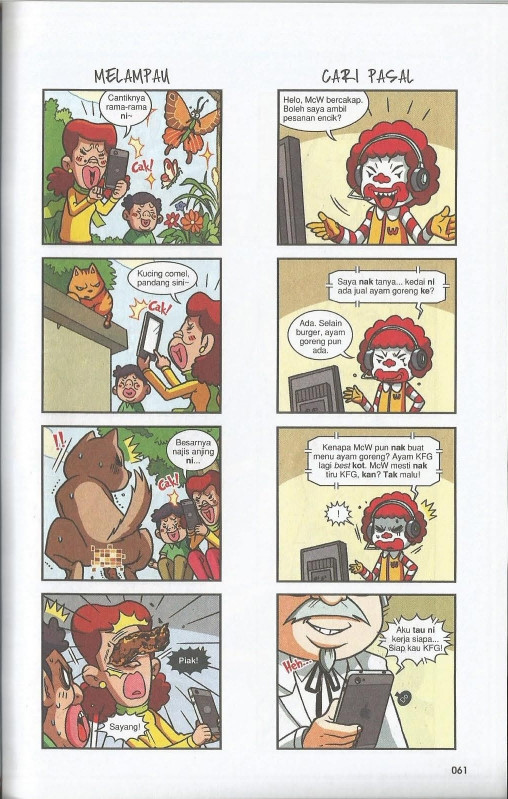 MELAMPAU
Cantiknya
rama-rama
ni~
Cak!
Kucing comel,
pandang sini~
Cak!
!!
Besarnya
najis anjing
ni...
Cak!
Piak!
Sayang!
CARI PASAL
Helo, McW bercakap.
Boleh saya ambil
pesanan encik?
W
Saya nak tanya... kedai ni
ada jual ayam goreng ke?
Ada. Selain
burger, ayam
goreng pun
ada.
W
Kenapa McW pun nak buat
menu ayam goreng? Ayam KFG
lagi best kot. McW mesti nak
tiru KFG, kan? Tak malu!
!
W
Aku tau ni
kerja siapa...
Siap kau KFG!
Heh...
061